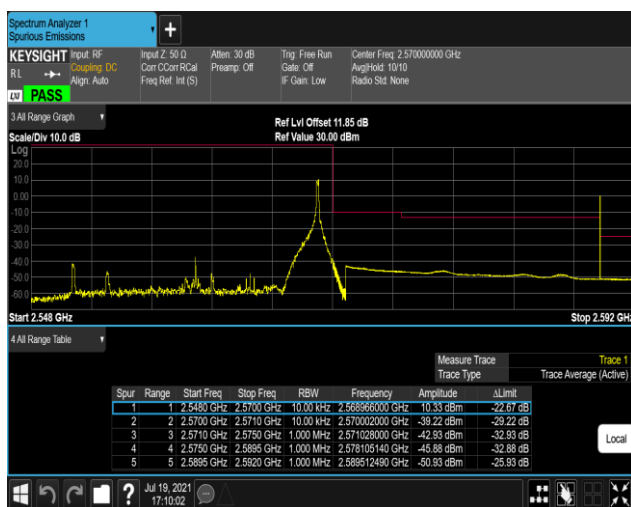 Spectrum Analyzer 1
Spurious Emissions
KEYSIGHT Input: RF Input Z: 50 Ω Atten: 30 dB Trig: Free Run Center Freq: 2.570000000 GHz
RL Coupling: DC Corr CCorr RCal Preamp: Off Gate: Off Avg|Hold: 10/10
Align: Auto Freq Ref: Int (S) IF Gain: Low Radio Std: None
LXI PASS
3 All Range Graph
Ref Lvl Offset 11.85 dB
Scale/Div 10.0 dB Ref Value 30.00 dBm
Log
20.0
10.0
0.00
-10.0
-20.0
-30.0
-40.0
-50.0
-60.0
Start 2.548 GHz Stop 2.592 GHz
4 All Range Table
Measure Trace Trace 1
Trace Type Trace Average (Active)
Spur Range Start Freq Stop Freq RBW Frequency Amplitude ΔLimit
1 1 2.5480 GHz 2.5700 GHz 10.00 kHz 2.568966000 GHz 10.33 dBm -22.67 dB
2 2 2.5700 GHz 2.5710 GHz 10.00 kHz 2.570002000 GHz -39.22 dBm -29.22 dB
3 3 2.5710 GHz 2.5750 GHz 1.000 MHz 2.571028000 GHz -42.93 dBm -32.93 dB
4 4 2.5750 GHz 2.5895 GHz 1.000 MHz 2.578105140 GHz -45.88 dBm -32.88 dB
5 5 2.5895 GHz 2.5920 GHz 1.000 MHz 2.589512490 GHz -50.93 dBm -25.93 dB
Local
? Jul 19, 2021
17:10:02